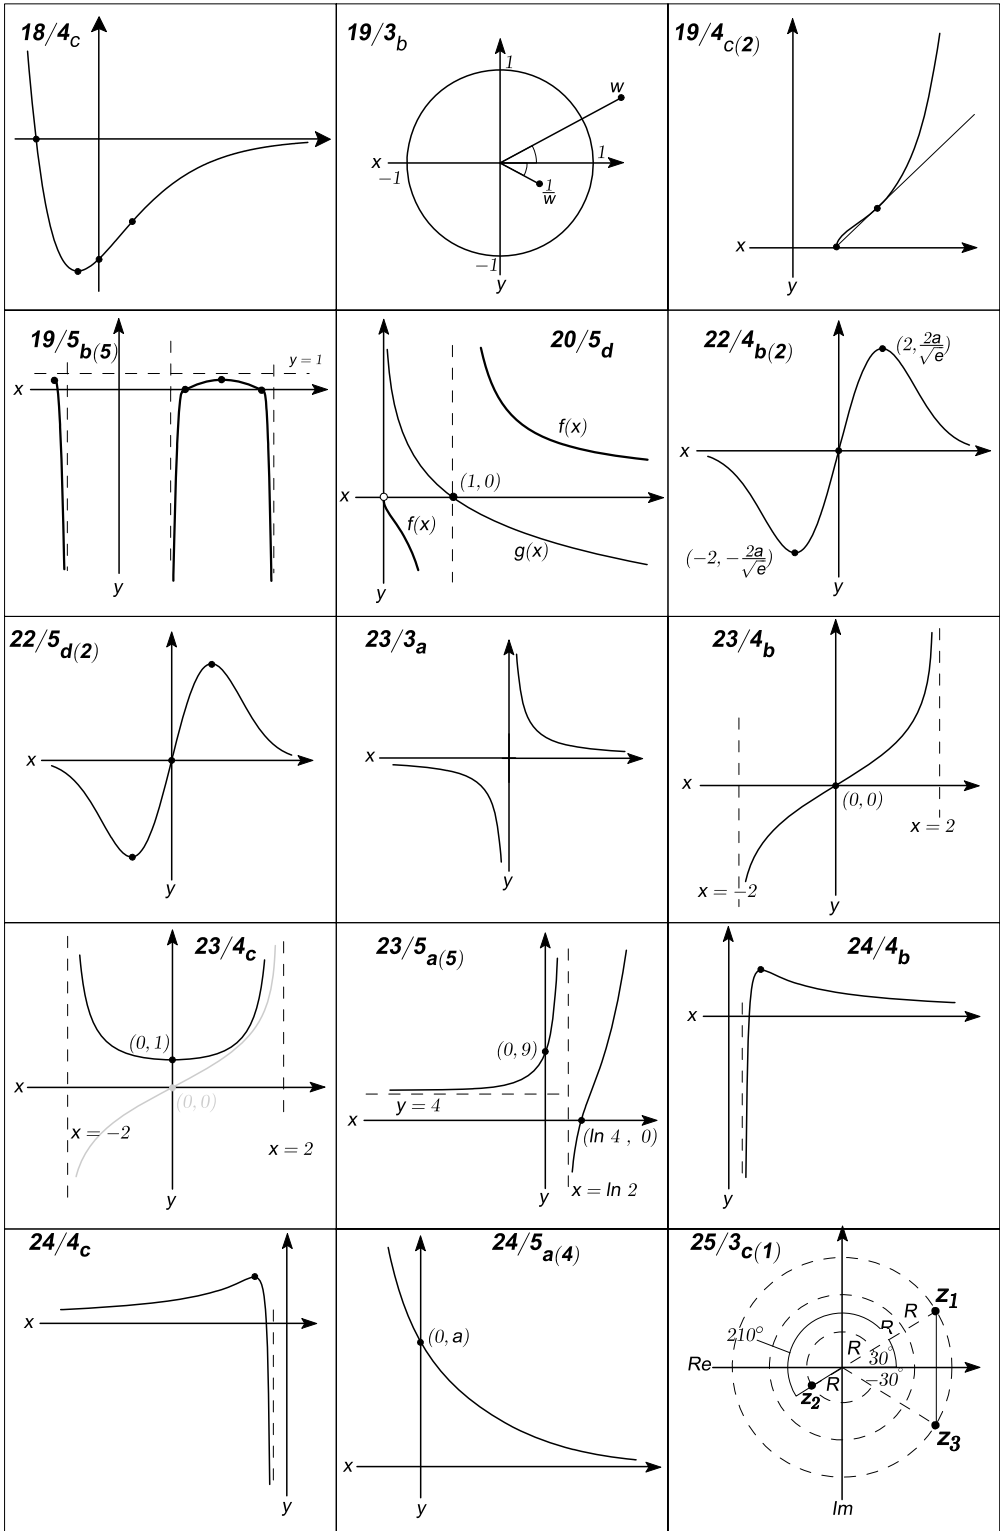 18/4c
19/3b
1
w
x
1
−1
1/w
−1
y
19/4c(2)
x
y
19/5b(5)
y = 1
x
y
20/5d
f(x)
(1, 0)
x
f(x)
g(x)
y
22/4b(2)
(2, 2a/√e)
x
(−2, −2a/√e)
y
22/5d(2)
x
y
23/3a
x
y
23/4b
x
(0, 0)
x = 2
x = −2
y
23/4c
(0, 1)
x
(0, 0)
x = −2
x = 2
y
23/5a(5)
(0, 9)
y = 4
x
(ln 4 , 0)
y
x = ln 2
24/4b
x
y
24/4c
x
y
24/5a(4)
(0, a)
x
y
25/3c(1)
z1
R
R
210°
R
30°
Re
−30°
R
z2
z3
Im